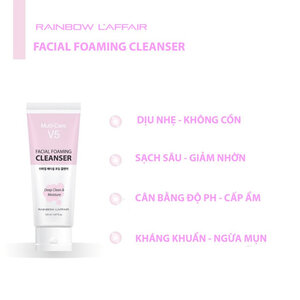 RAINBOW L'AFFAIR
FACIAL FOAMING CLEANSER
Multi-Care
V5
FACIAL FOAMING
CLEANSER
Deep Clean &
Moisture
RAINBOW L'AFFAIR
DỊU NHẸ - KHÔNG CỒN
SẠCH SÂU - GIẢM NHỜN
CÂN BẰNG ĐỘ PH - CẤP ẨM
KHÁNG KHUẨN - NGỪA MỤN